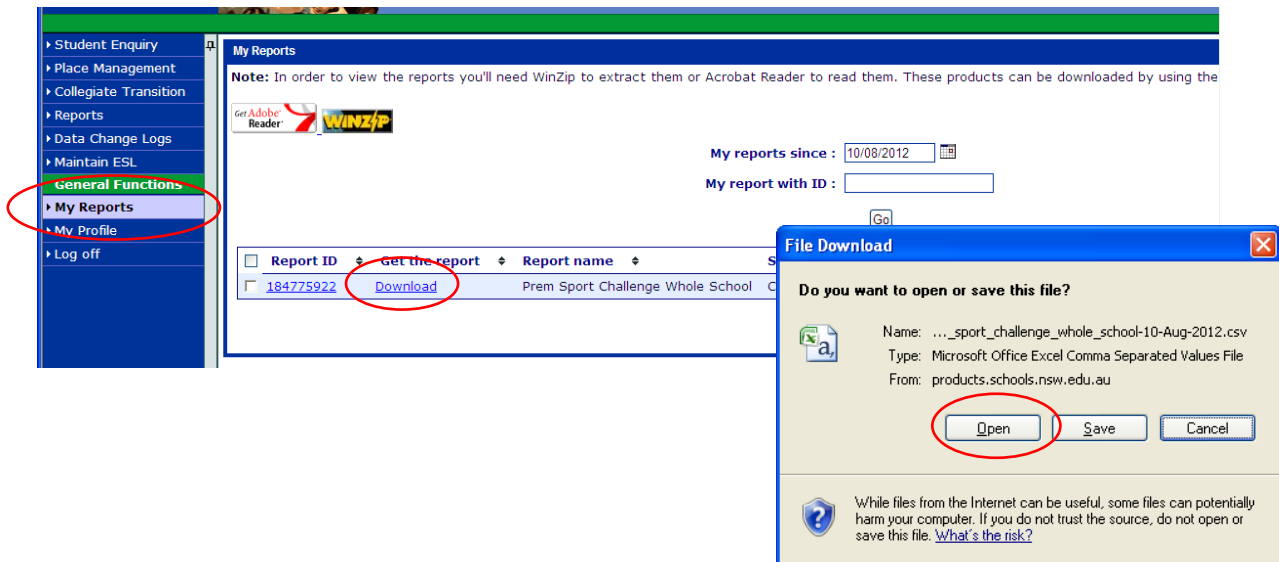 Student Enquiry
Place Management
Collegiate Transition
Reports
Data Change Logs
Maintain ESL
General Functions
My Reports
My Profile
Log off
My Reports
Note: In order to view the reports you'll need WinZip to extract them or Acrobat Reader to read them. These products can be downloaded by using the
Get Adobe Reader
WINZIP
My reports since : 10/08/2012
My report with ID :
Go
Report ID Get the report Report name S
184775922 Download Prem Sport Challenge Whole School C
File Download
Do you want to open or save this file?
Name: ..._sport_challenge_whole_school-10-Aug-2012.csv
a,
Type: Microsoft Office Excel Comma Separated Values File
From: products.schools.nsw.edu.au
Open Save Cancel
While files from the Internet can be useful, some files can potentially
harm your computer. If you do not trust the source, do not open or
save this file. What's the risk?